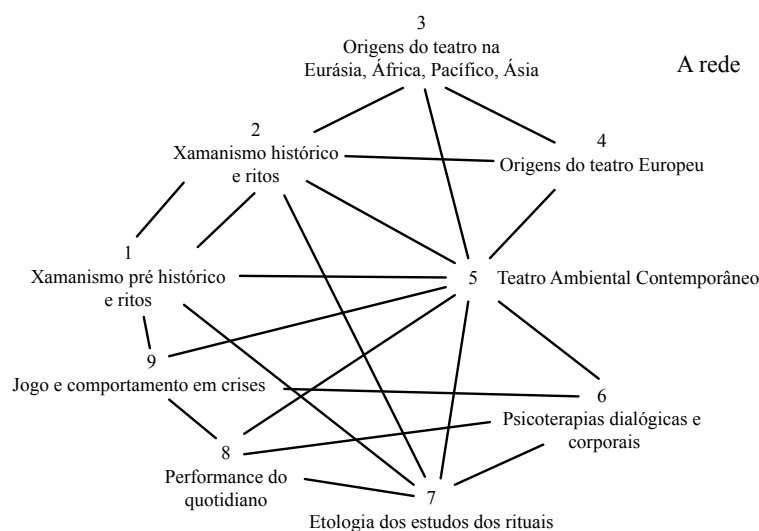 3
Origens do teatro na
Eurásia, África, Pacífico, Ásia
A rede
2
Xamanismo histórico
e ritos
4
Origens do teatro Europeu
1
Xamanismo pré histórico
e ritos
5 Teatro Ambiental Contemporâneo
9
Jogo e comportamento em crises
6
Psicoterapias dialógicas e
corporais
8
Performance do
quotidiano
7
Etologia dos estudos dos rituais